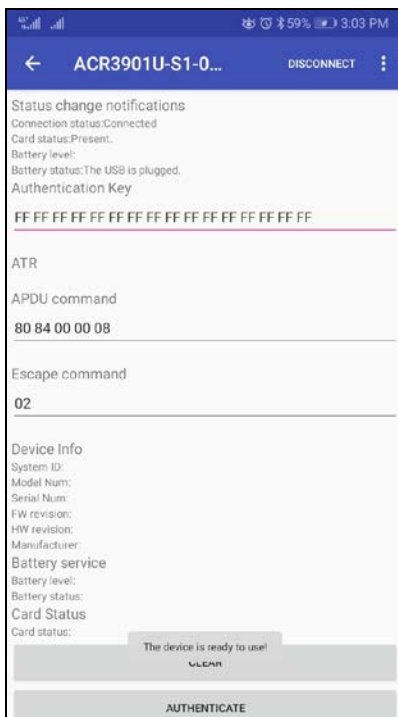 59% 3:03 PM
ACR3901U-S1-0... DISCONNECT
Status change notifications
Connection status:Connected
Card status:Present.
Battery level:
Battery status:The USB is plugged.
Authentication Key
FF FF FF FF FF FF FF FF FF FF FF FF FF FF FF FF
ATR
APDU command
80 84 00 00 08
Escape command
02
Device Info
System ID:
Model Num:
Serial Num:
FW revision:
HW revision:
Manufacturer:
Battery service
Battery level:
Battery status:
Card Status
Card status:
The device is ready to use!
CLEAR
AUTHENTICATE